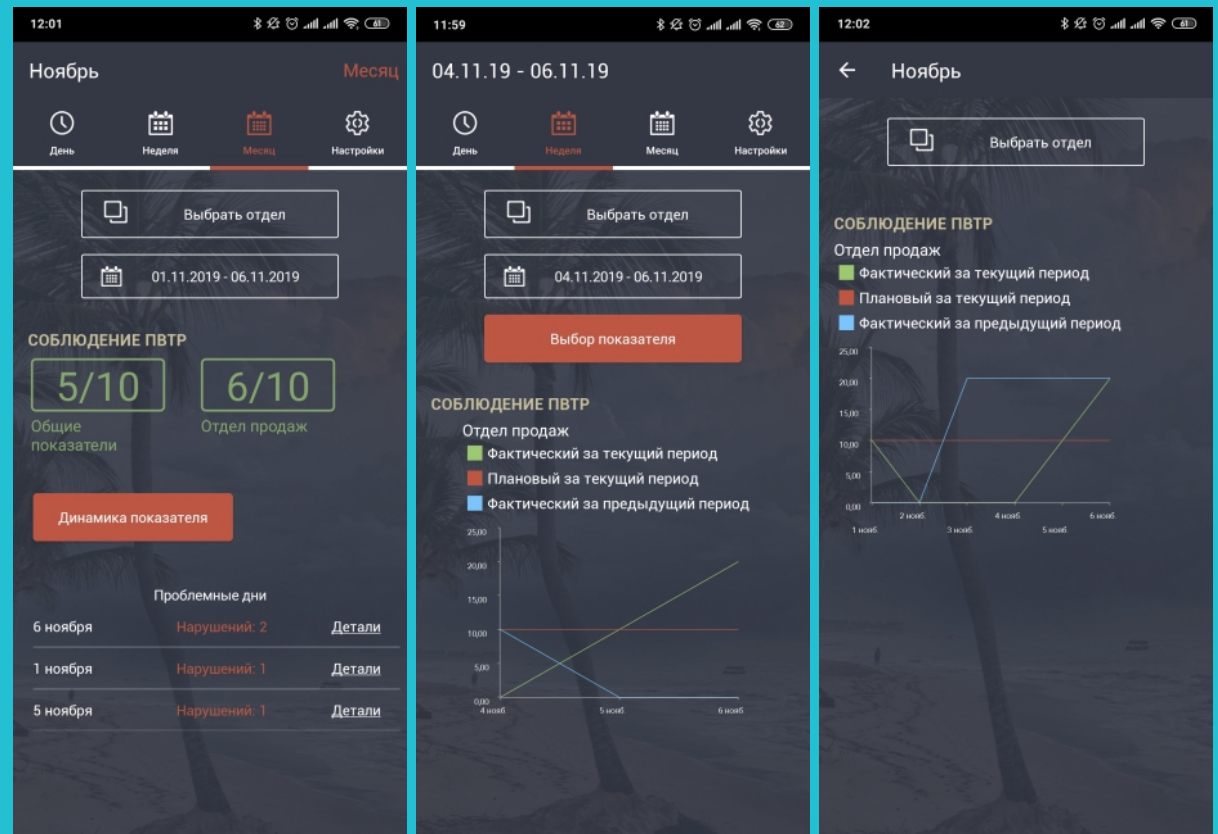 12:01
61
Ноябрь
Месяц
День
Неделя
Месяц
Настройки
Выбрать отдел
01.11.2019 - 06.11.2019
СОБЛЮДЕНИЕ ПВТР
5/10
6/10
Общие
показатели
Отдел продаж
Динамика показателя
Проблемные дни
6 ноября
Нарушений: 2
Детали
1 ноября
Нарушений: 1
Детали
5 ноября
Нарушений: 1
Детали
11:59
62
04.11.19 - 06.11.19
День
Неделя
Месяц
Настройки
Выбрать отдел
04.11.2019 - 06.11.2019
Выбор показателя
СОБЛЮДЕНИЕ ПВТР
Отдел продаж
Фактический за текущий период
Плановый за текущий период
Фактический за предыдущий период
25,00
20,00
15,00
10,00
5,00
0,00
4 нояб.
5 нояб.
6 нояб.
12:02
61
Ноябрь
Выбрать отдел
СОБЛЮДЕНИЕ ПВТР
Отдел продаж
Фактический за текущий период
Плановый за текущий период
Фактический за предыдущий период
25,00
20,00
15,00
10,00
5,00
0,00
1 нояб.
2 нояб.
3 нояб.
4 нояб.
5 нояб.
6 нояб.